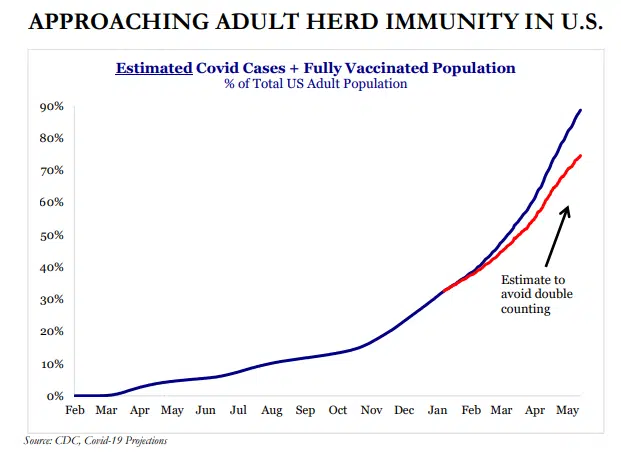 APPROACHING ADULT HERD IMMUNITY IN U.S.
Estimated Covid Cases + Fully Vaccinated Population
% of Total US Adult Population
90%
80%
70%
60%
50%
40%
30%
20%
10%
0%
Estimate to
avoid double
counting
Feb Mar Apr May Jun Jul Aug Sep Oct Nov Dec Jan Feb Mar Apr May
Source: CDC, Covid-19 Projections